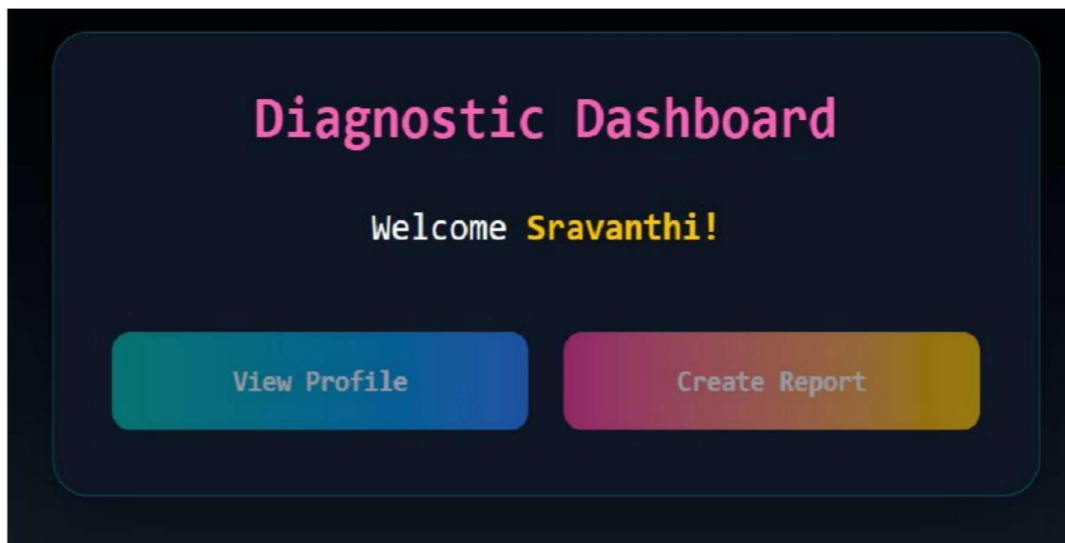 Diagnostic Dashboard
Welcome Sravanthi!
View Profile
Create Report